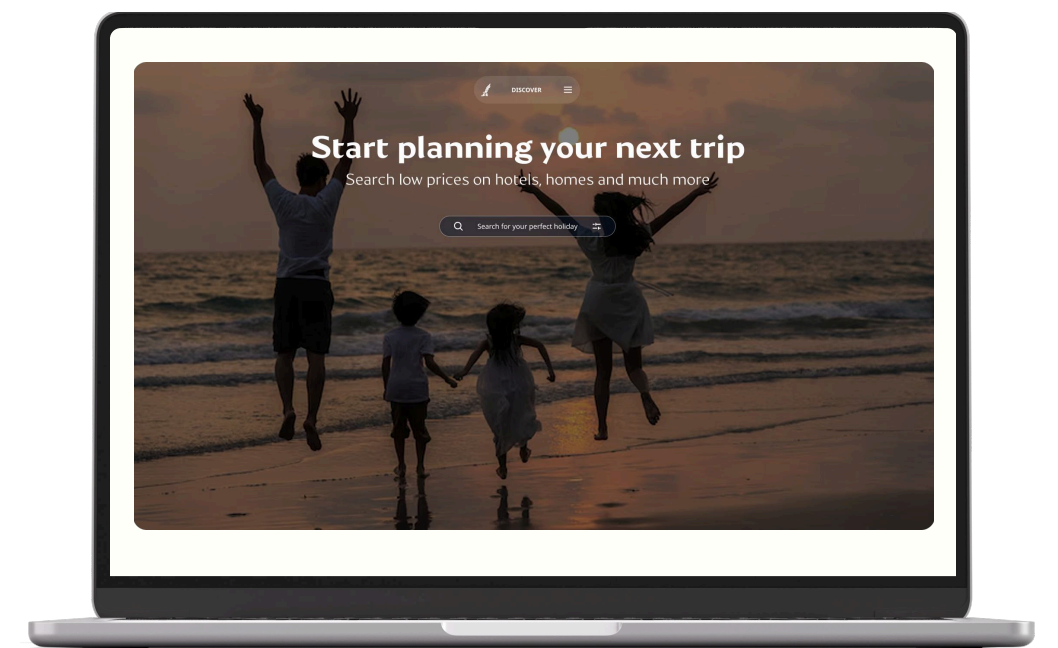 DISCOVER
Start planning your next trip
Search low prices on hotels, homes and much more
Search for your perfect holiday